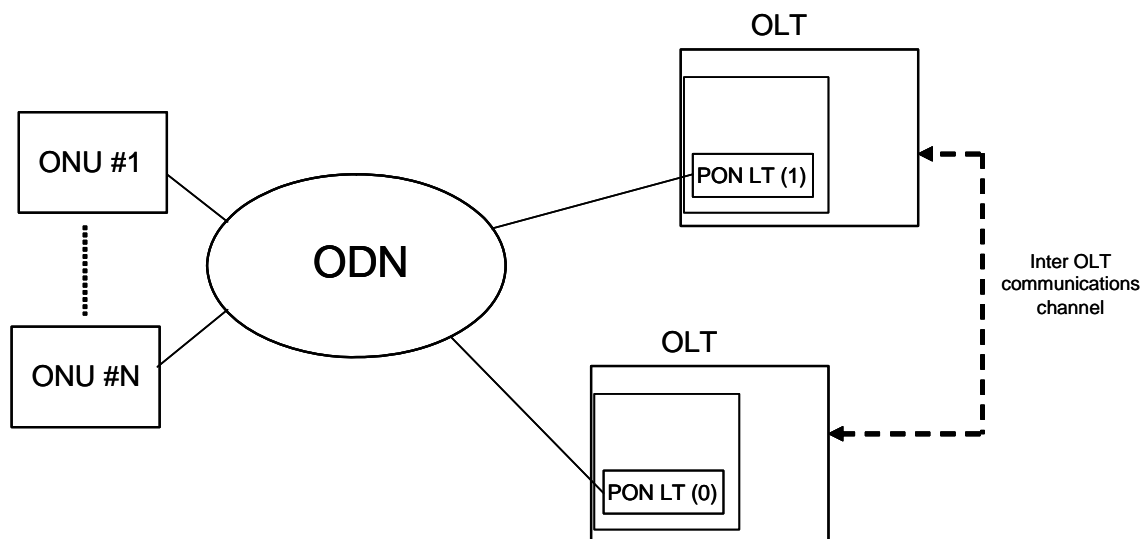 OLT
ONU #1
PON LT (1)
ODN
Inter OLT
communications
channel
OLT
ONU #N
PON LT (0)